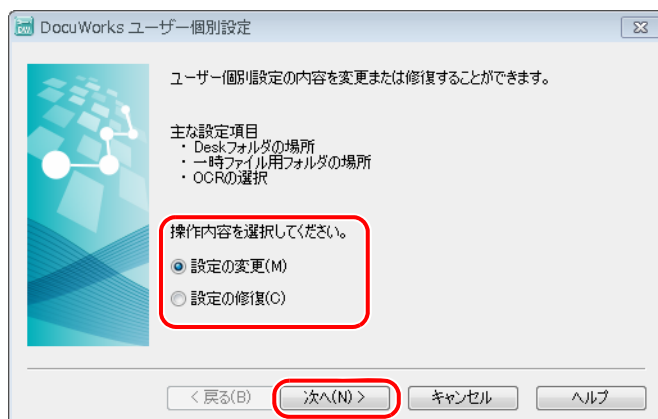 DocuWorks ユーザー個別設定
ユーザー個別設定の内容を変更または修復することができます。
主な設定項目
・ Deskフォルダの場所
・ 一時ファイル用フォルダの場所
・ OCRの選択
操作内容を選択してください。
設定の変更(M)
設定の修復(C)
< 戻る(B) 次へ(N) > キャンセル ヘルプ